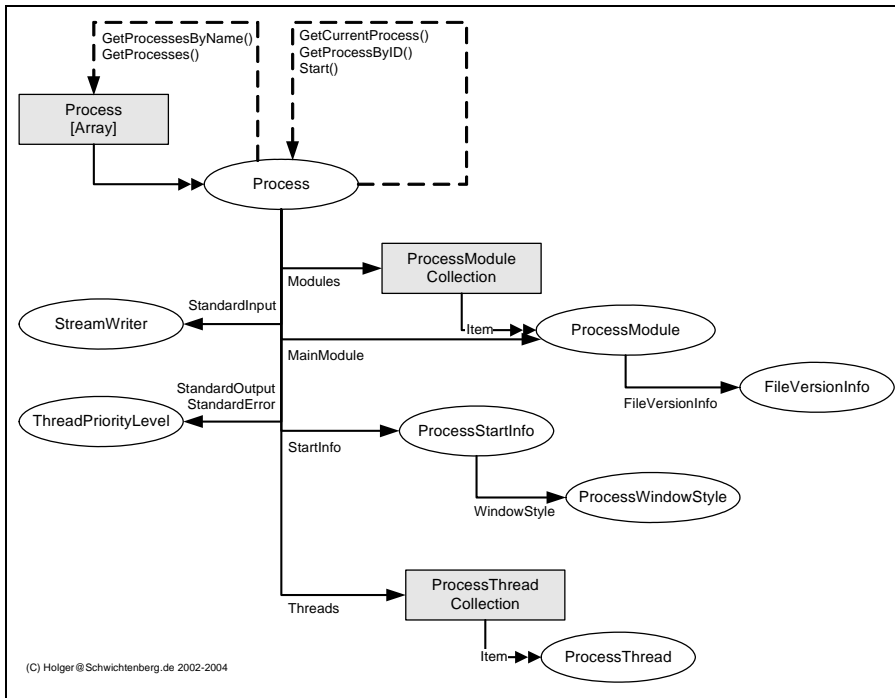 GetProcessesByName()
GetProcesses()
GetCurrentProcess()
GetProcessByID()
Start()
Process
[Array]
Process
Modules
ProcessModule
Collection
StandardInput
StreamWriter
Item
ProcessModule
MainModule
FileVersionInfo
FileVersionInfo
StandardOutput
StandardError
ThreadPriorityLevel
StartInfo
ProcessStartInfo
WindowStyle
ProcessWindowStyle
Threads
ProcessThread
Collection
Item
ProcessThread
(C) Holger@Schwichtenberg.de 2002-2004